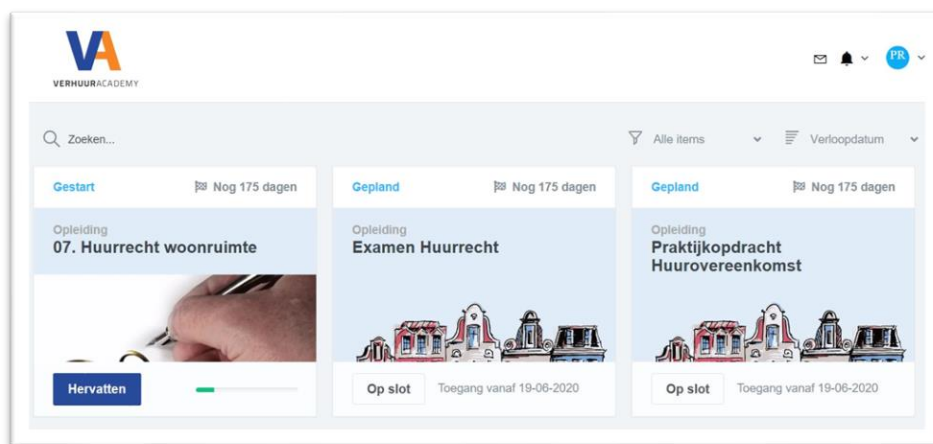 VA
VERHUURACADEMY
PR
Zoeken...
Alle items
Verloopdatum
Gestart
Nog 175 dagen
Opleiding
07. Huurrecht woonruimte
Hervatten
Gepland
Nog 175 dagen
Opleiding
Examen Huurrecht
Op slot
Toegang vanaf 19-06-2020
Gepland
Nog 175 dagen
Opleiding
Praktijkopdracht
Huurovereenkomst
Op slot
Toegang vanaf 19-06-2020